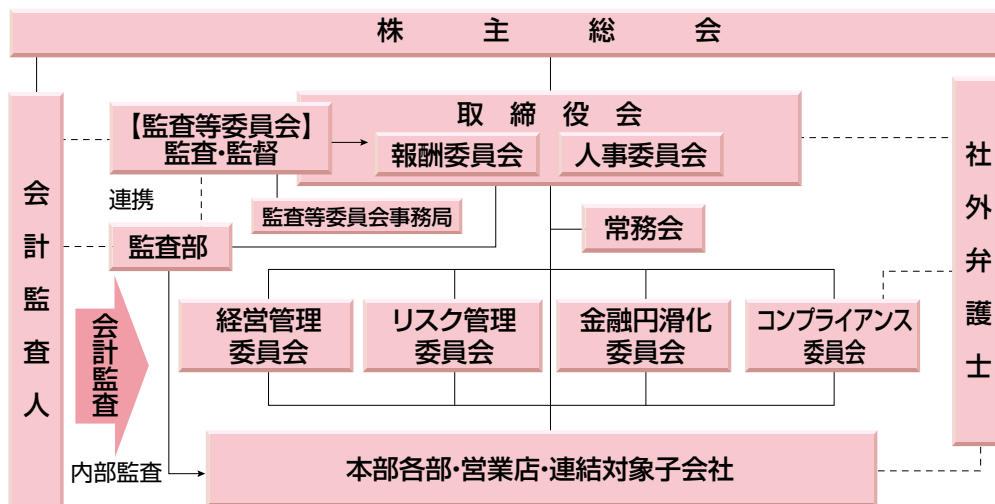 株主総会
会計監査人
【監査等委員会】
監査・監督
取締役会
報酬委員会
人事委員会
社外弁護士
連携
監査等委員会事務局
監査部
常務会
会計監査
経営管理
委員会
リスク管理
委員会
金融円滑化
委員会
コンプライアンス
委員会
内部監査
本部各部・営業店・連結対象子会社